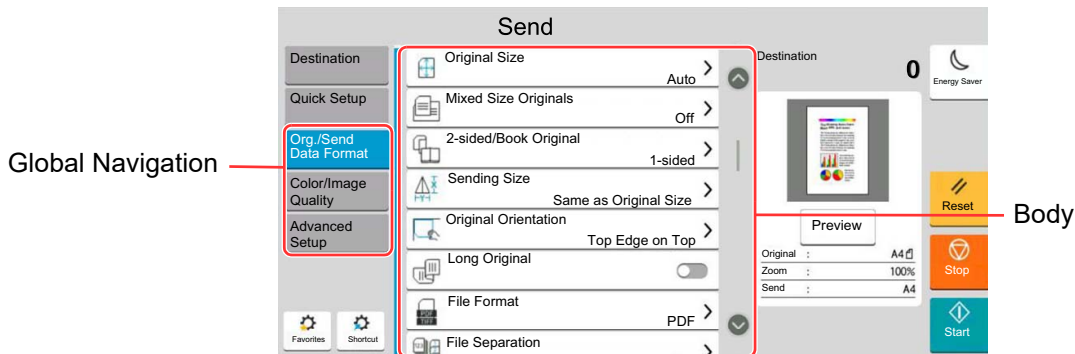 Send
Global Navigation
Destination
Quick Setup
Org./Send
Data Format
Color/Image
Quality
Advanced
Setup
Favorites
Shortcut
Original Size
Auto
Mixed Size Originals
Off
2-sided/Book Original
1-sided
Sending Size
Same as Original Size
Original Orientation
Top Edge on Top
Long Original
File Format
PDF
TIFF
PDF
File Separation
Destination
0
Preview
Original : A4
Zoom : 100%
Send : A4
Energy Saver
Reset
Stop
Start
Body